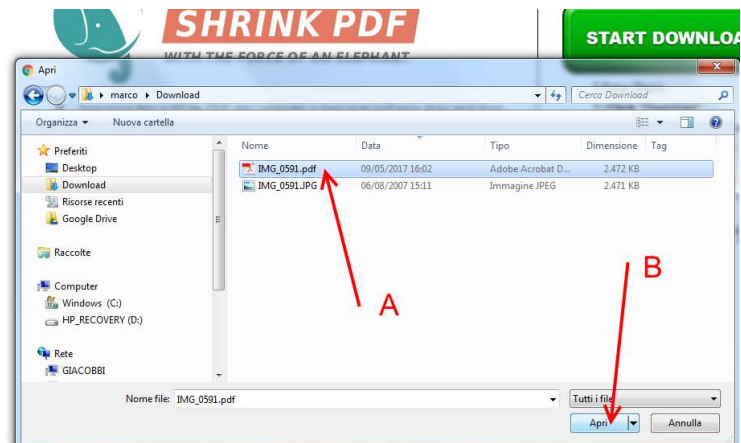 SHRINK PDF
WITH THE FORCE OF AN ELEPHANT
START DOWNLOA
Apri
marco Download
Cerca Download
Organizza Nuova cartella
Nome Data Tipo Dimensione Tag
Preferiti
Desktop
Download
Risorse recenti
Google Drive
Raccolte
Computer
Windows (C:)
HP_RECOVERY (D:)
Rete
GIACOBBI
IMG_0591.pdf 09/05/2017 16:02 Adobe Acrobat D... 2.472 KB
IMG_0591.JPG 06/08/2007 15:11 Immagine JPEG 2.471 KB
A
B
Nome file: IMG_0591.pdf
Tutti i file
Apri Annulla